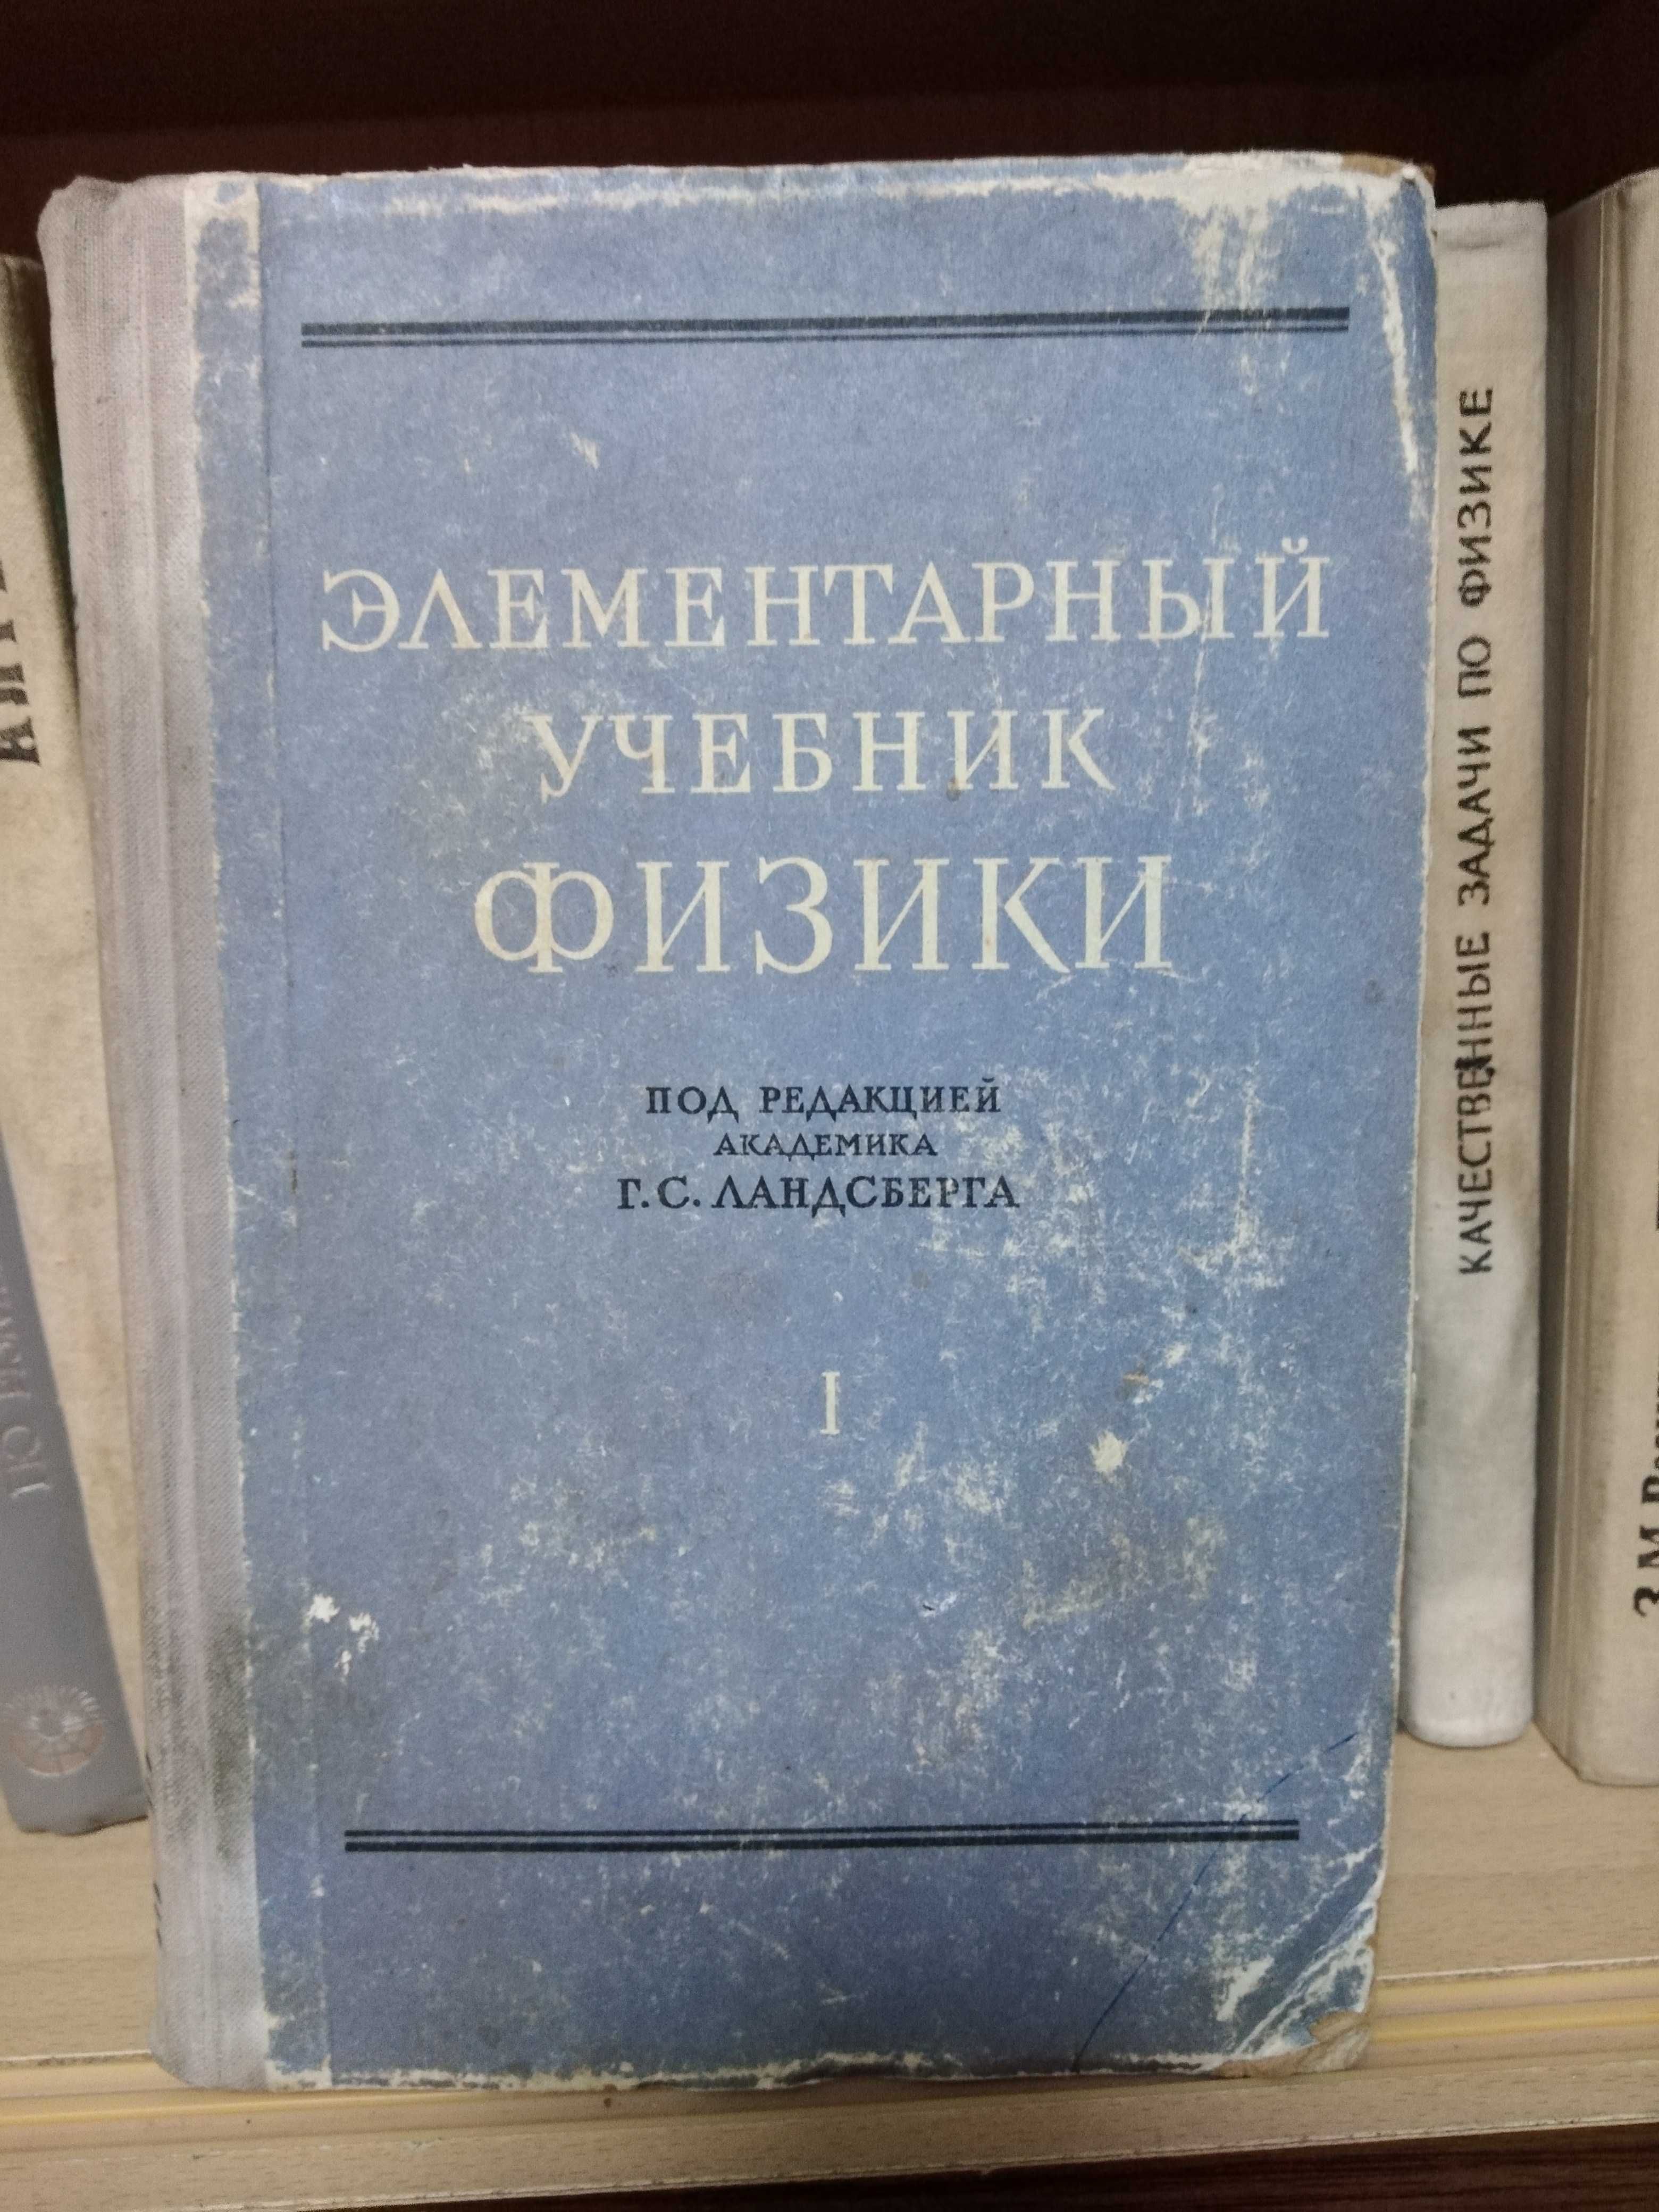 ЭЛЕМЕНТАРНЫЙ
УЧЕБНИК
ФИЗИКИ
ПОД РЕДАКЦИЕЙ
АКАДЕМИКА
Г. С. ЛАНДСБЕРГА
I
КАЧЕСТВЕННЫЕ ЗАДАЧИ ПО ФИЗИКЕ